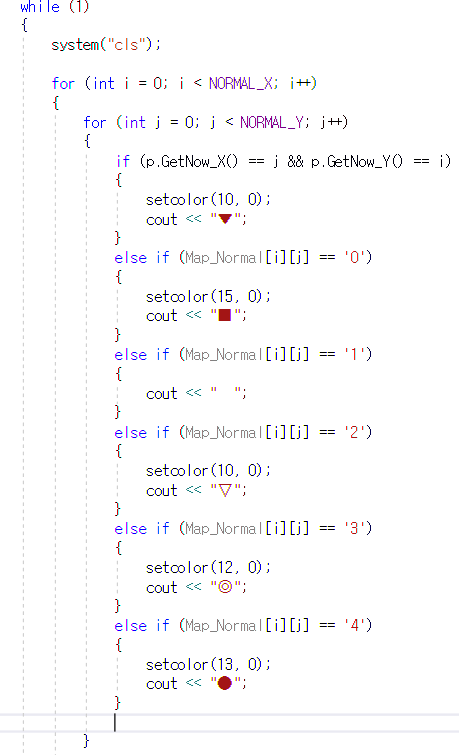 while (1)
{
    system("cls");

    for (int i = 0; i < NORMAL_X; i++)
    {
        for (int j = 0; j < NORMAL_Y; j++)
        {
            if (p.GetNow_X() == j && p.GetNow_Y() == i)
            {
                setcolor(10, 0);
                cout << "▼";
            }
            else if (Map_Normal[i][j] == '0')
            {
                setcolor(15, 0);
                cout << "■";
            }
            else if (Map_Normal[i][j] == '1')
            {
                cout << "  ";
            }
            else if (Map_Normal[i][j] == '2')
            {
                setcolor(10, 0);
                cout << "▽";
            }
            else if (Map_Normal[i][j] == '3')
            {
                setcolor(12, 0);
                cout << "◎";
            }
            else if (Map_Normal[i][j] == '4')
            {
                setcolor(13, 0);
                cout << "●";
            }

        }